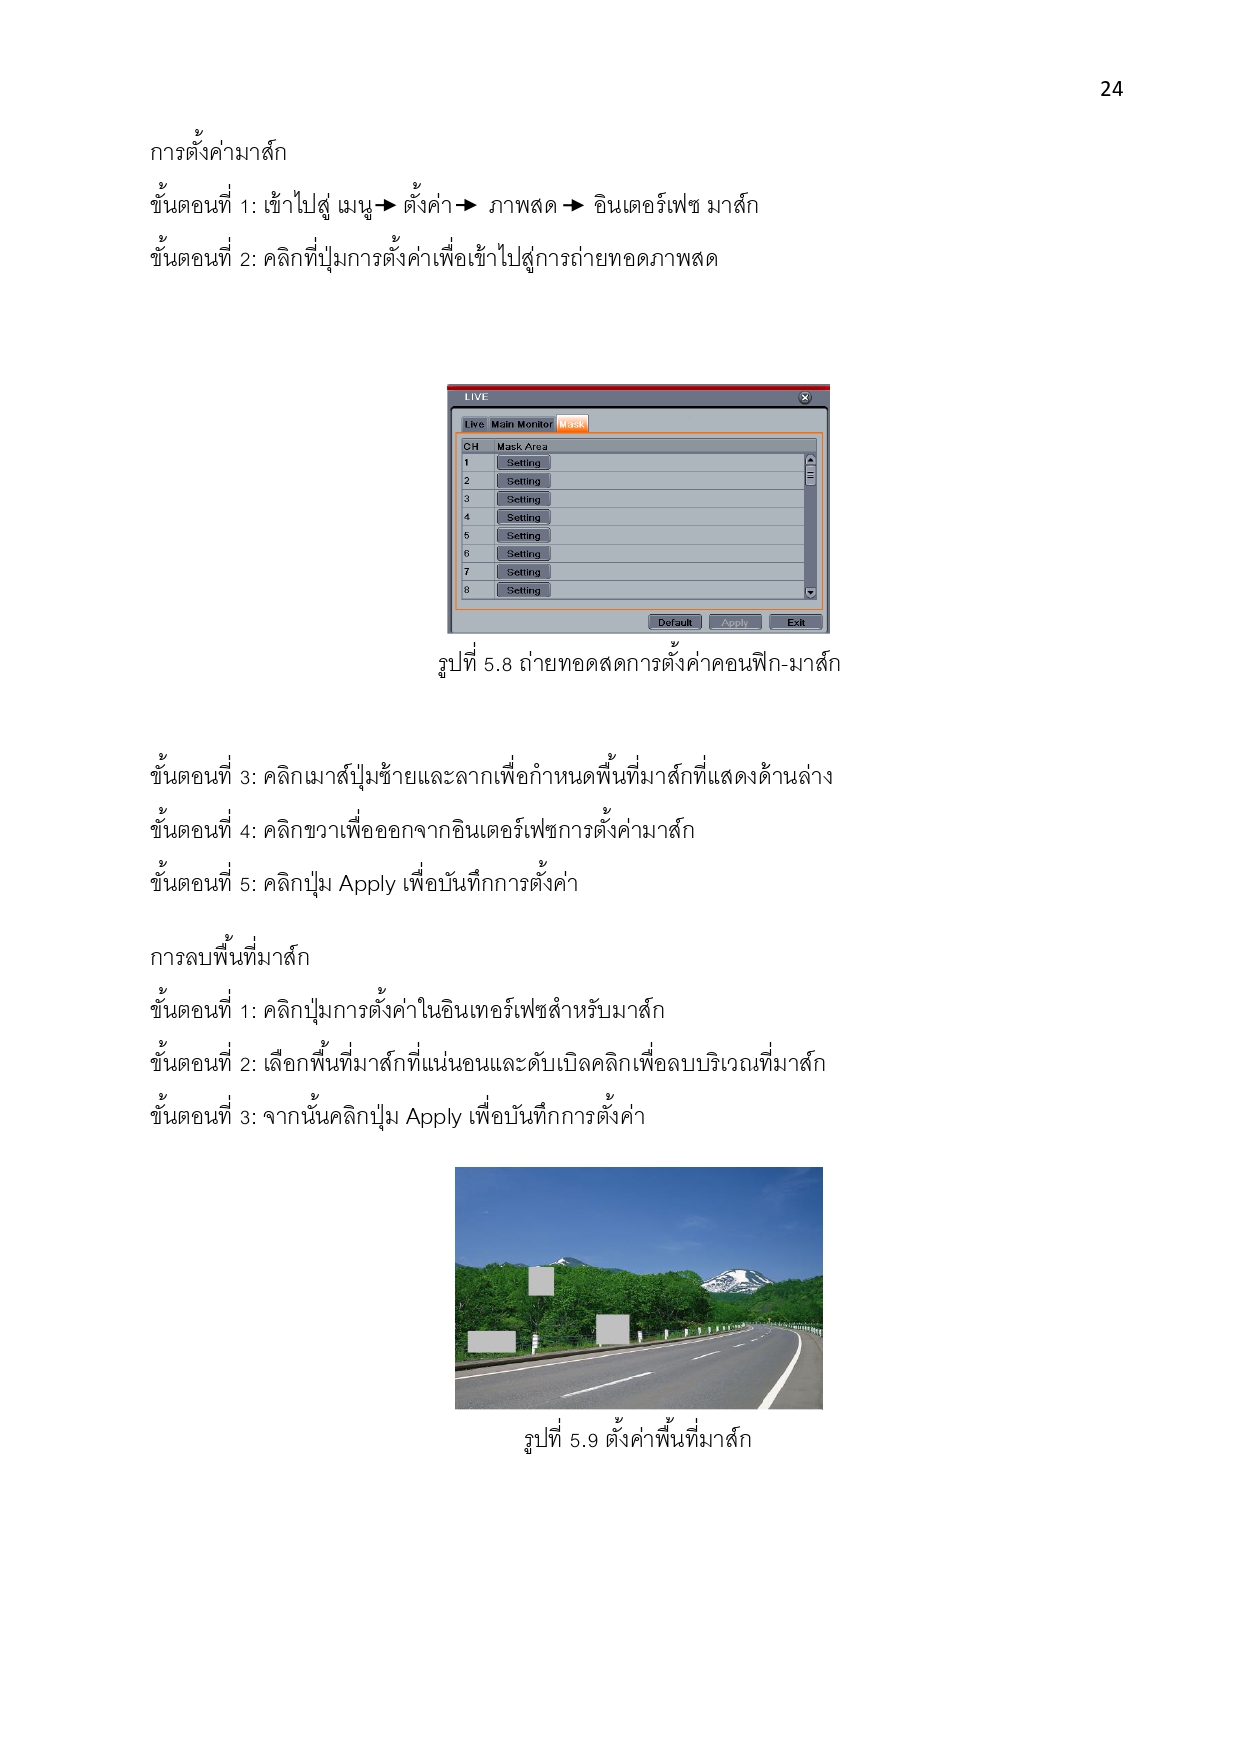 24
การตั้งค่ามาส์ก
ขั้นตอนที่ 1: เข้าไปสู่ เมนู➔ ตั้งค่า➔ ภาพสด ➔ อินเตอร์เฟซ มาส์ก
ขั้นตอนที่ 2: คลิกที่ปุ่มการตั้งค่าเพื่อเข้าไปสู่การถ่ายทอดภาพสด
LIVE
Live Main Monitor Mask
CH Mask Area
1 Setting
2 Setting
3 Setting
4 Setting
5 Setting
6 Setting
7 Setting
8 Setting
Default Apply Exit
รูปที่ 5.8 ถ่ายทอดสดการตั้งค่าคอนฟิก-มาส์ก
ขั้นตอนที่ 3: คลิกเมาส์ปุ่มซ้ายและลากเพื่อกำหนดพื้นที่มาส์กที่แสดงด้านล่าง
ขั้นตอนที่ 4: คลิกขวาเพื่อออกจากอินเตอร์เฟซการตั้งค่ามาส์ก
ขั้นตอนที่ 5: คลิกปุ่ม Apply เพื่อบันทึกการตั้งค่า
การลบพื้นที่มาส์ก
ขั้นตอนที่ 1: คลิกปุ่มการตั้งค่าในอินเทอร์เฟซสำหรับมาส์ก
ขั้นตอนที่ 2: เลือกพื้นที่มาส์กที่แน่นอนและดับเบิลคลิกเพื่อลบบริเวณที่มาส์ก
ขั้นตอนที่ 3: จากนั้นคลิกปุ่ม Apply เพื่อบันทึกการตั้งค่า
รูปที่ 5.9 ตั้งค่าพื้นที่มาส์ก